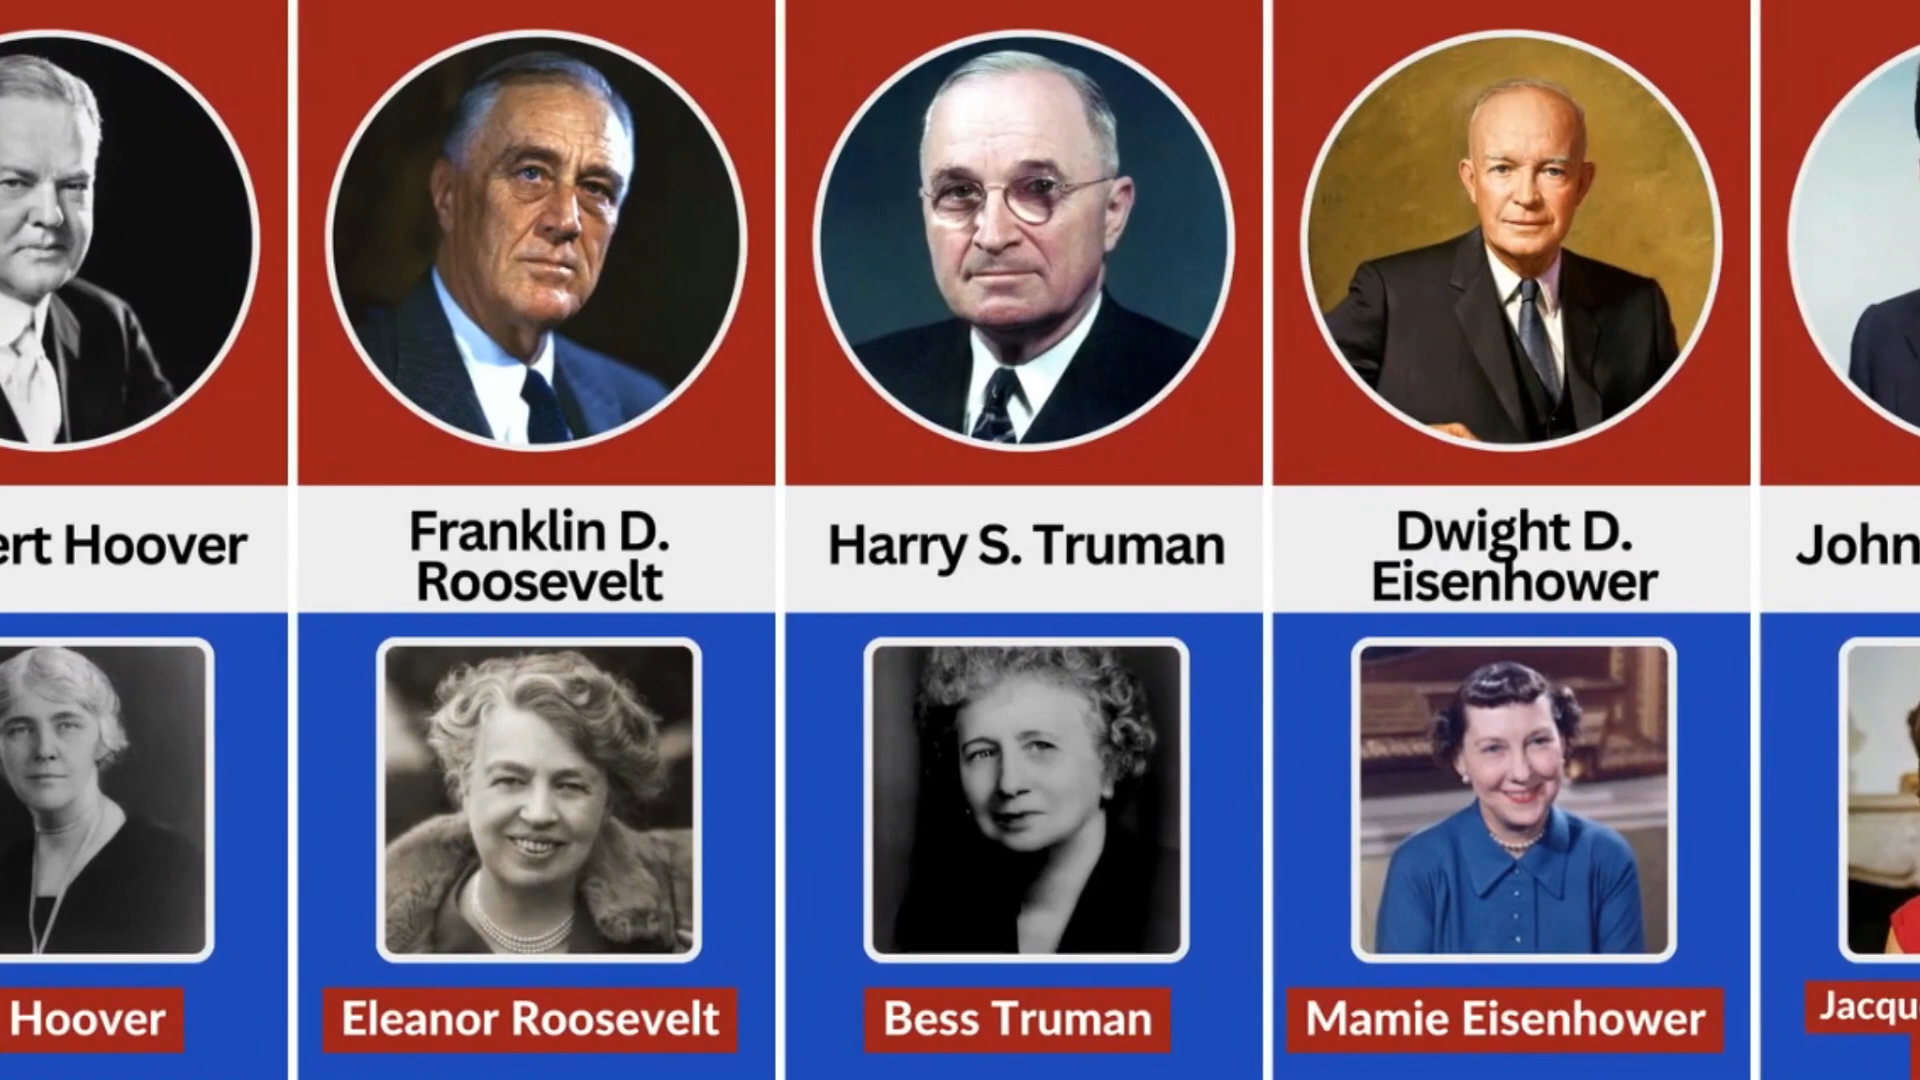 ert Hoover
Franklin D.
Roosevelt
Harry S. Truman
Dwight D.
Eisenhower
John
Hoover
Eleanor Roosevelt
Bess Truman
Mamie Eisenhower
Jacqu